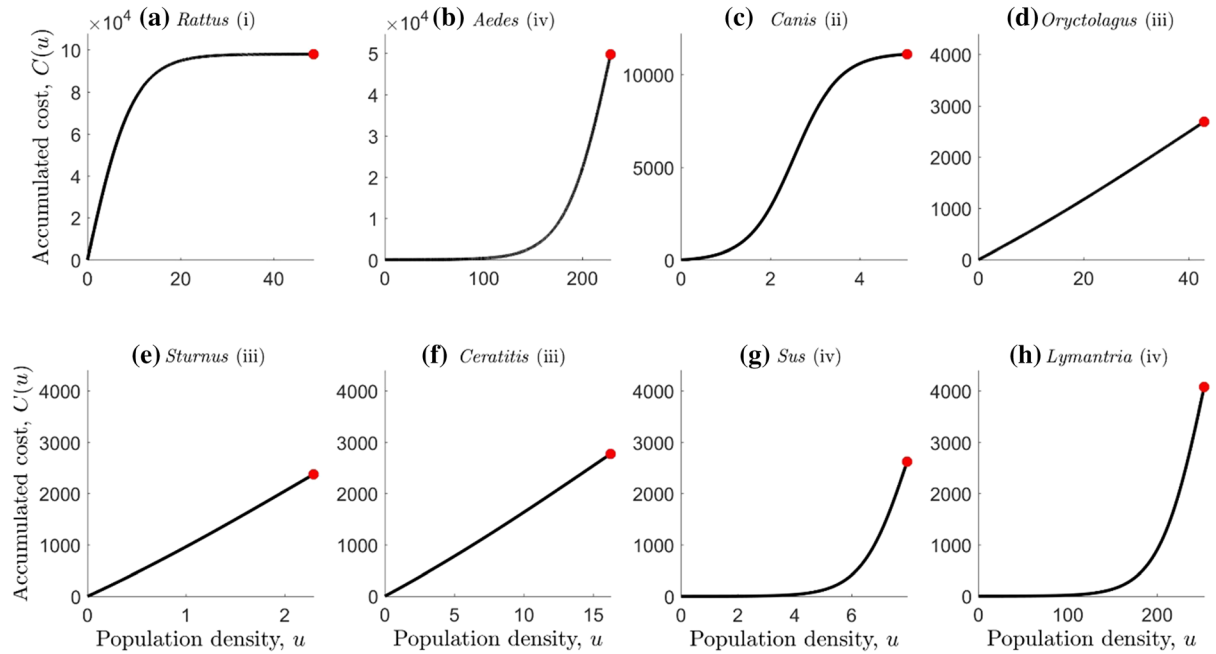 (a) Rattus (i)
×10⁴
Accumulated cost, C(u)
10
8
6
4
2
0
0 20 40
(b) Aedes (iv)
×10⁴
5
4
3
2
1
0
0 100 200
(c) Canis (ii)
10000
5000
0
0 2 4
(d) Oryctolagus (iii)
4000
3000
2000
1000
0
0 20 40
(e) Sturnus (iii)
Accumulated cost, C(u)
4000
3000
2000
1000
0
0 1 2
Population density, u
(f) Ceratitis (iii)
4000
3000
2000
1000
0
0 5 10 15
Population density, u
(g) Sus (iv)
4000
3000
2000
1000
0
0 2 4 6
Population density, u
(h) Lymantria (iv)
4000
3000
2000
1000
0
0 100 200
Population density, u